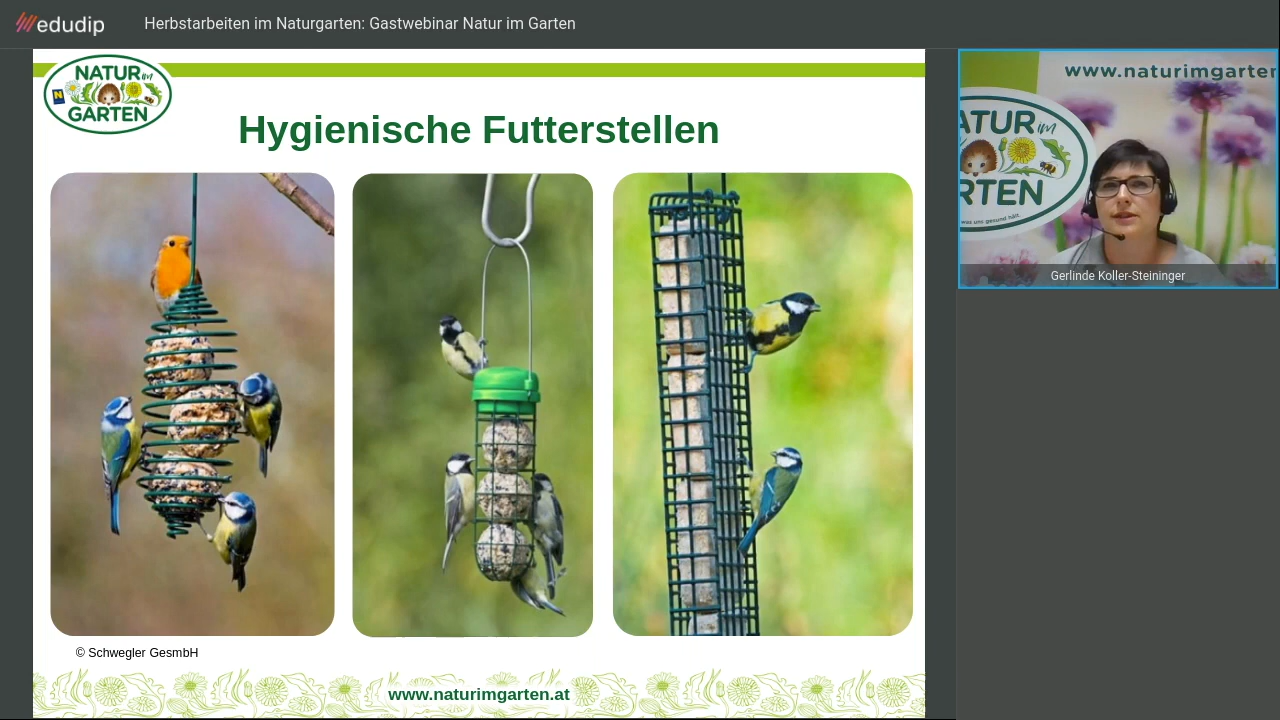 edudip
Herbstarbeiten im Naturgarten: Gastwebinar Natur im Garten
NATUR im
GARTEN
Hygienische Futterstellen
© Schwegler GesmbH
www.naturimgarten.at
www.naturimgarten
ATUR im
RTEN
was uns gesund hält.
Gerlinde Koller-Steininger